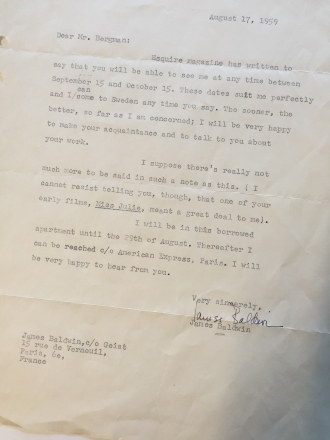 August 17, 1959
Dear Mr. Bergman:
Esquire magazine has written to
say that you will be able to see me at any time between
September 15 and October 15. These dates suit me perfectly
can
and I/come to Sweden any time you say. The sooner, the
better, so far as I am concerned; I will be very happy
to make your acquaintance and to talk to you about
your work.
I suppose there's really not
much more to be said in such a note as this. ( I
cannot resist telling you, though, that one of your
early films, Miss Julie, meant a great deal to me).
I will be in this borrowed
apartment until the 29th of August. Thereafter I
can be reached c/o American Express, Paris. I will
be very happy to hear from you.
Very sincerely,
James Baldwin
James Baldwin
James Baldwin,c/o Geist
15 rue de Verneuil,
Paris, 6e,
France